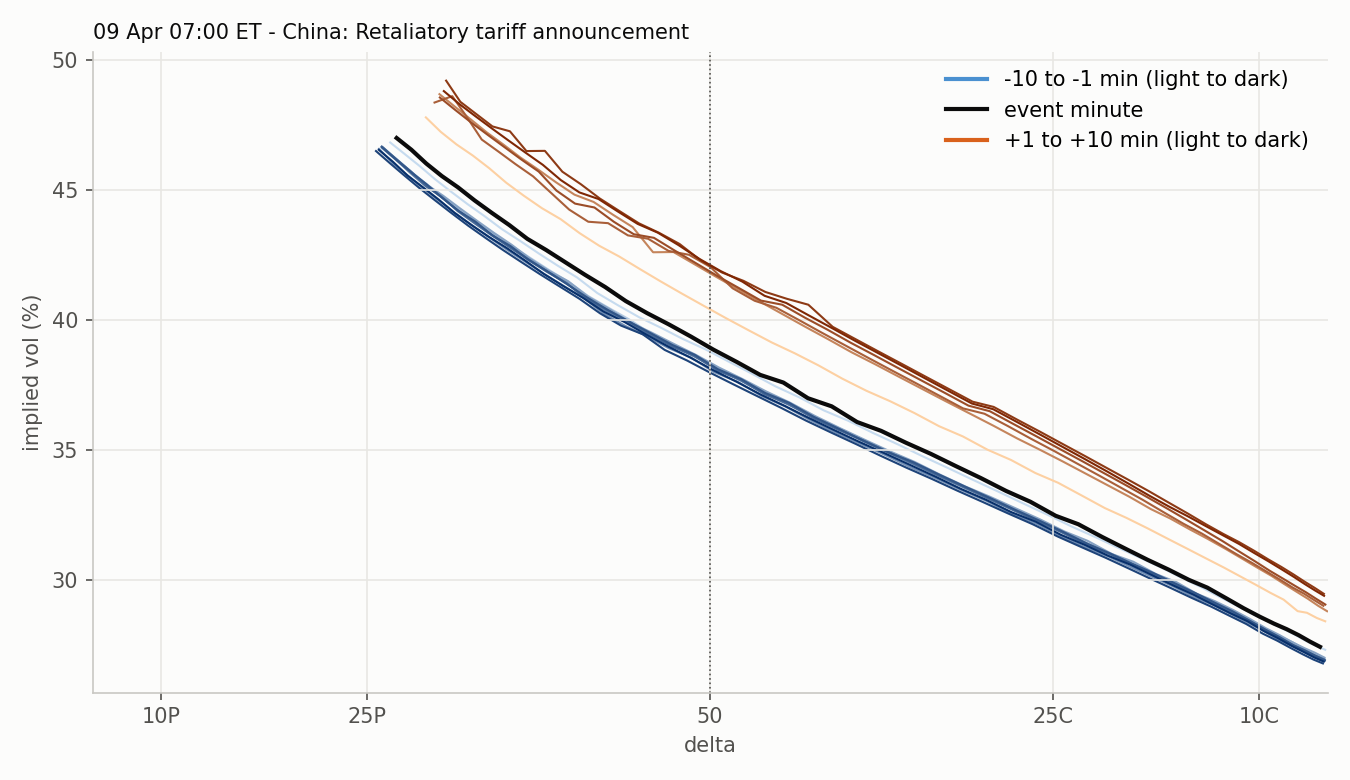 09 Apr 07:00 ET - China: Retaliatory tariff announcement
50
45
40
35
30
implied vol (%)
-10 to -1 min (light to dark)
event minute
+1 to +10 min (light to dark)
10P
25P
50
25C
10C
delta